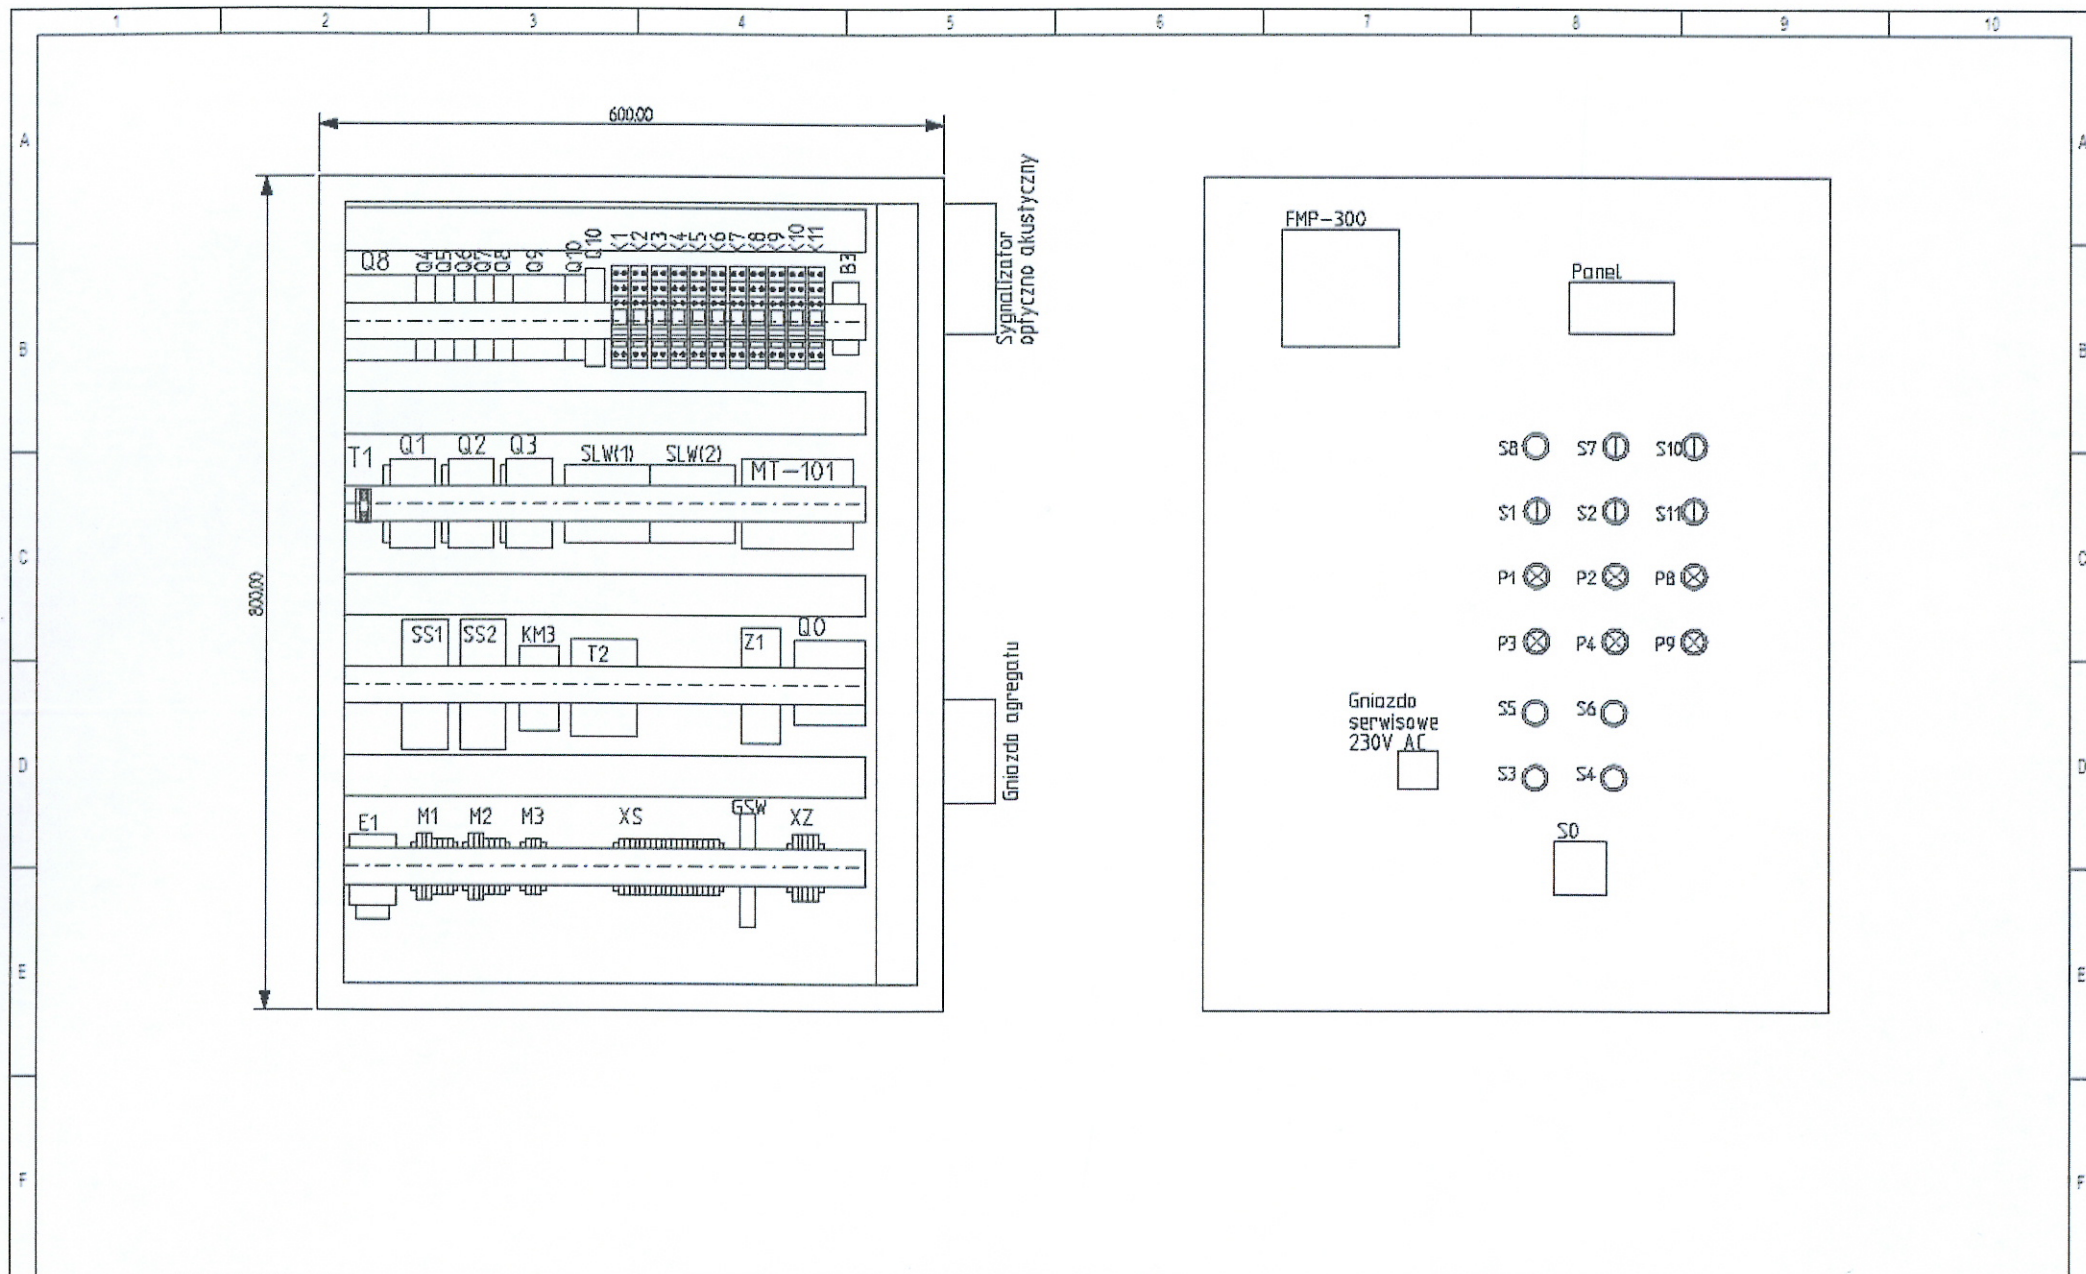 1 2 3 4 5 6 7 8 9 10
A A
600.00
Sygnalizator
optyczno akustyczny
FMP-300
Panel
Q8 Q4 Q5 Q6 Q7 Q8 Q9 Q10 Q10 K1 K2 K3 K4 K5 K6 K7 K8 K9 K10 K11 B3
B B
T1 Q1 Q2 Q3 SLW(1) SLW(2) MT-101
S8 S7 S10
S1 S2 S11
C C
P1 P2 P8
800.00
SS1 SS2 KM3 T2 Z1 Q0
P3 P4 P9
Gniazdo agregatu
Gniazdo
serwisowe
230V AC
S5 S6
D D
S3 S4
E1 M1 M2 M3 XS GSW XZ
S0
E E
F F